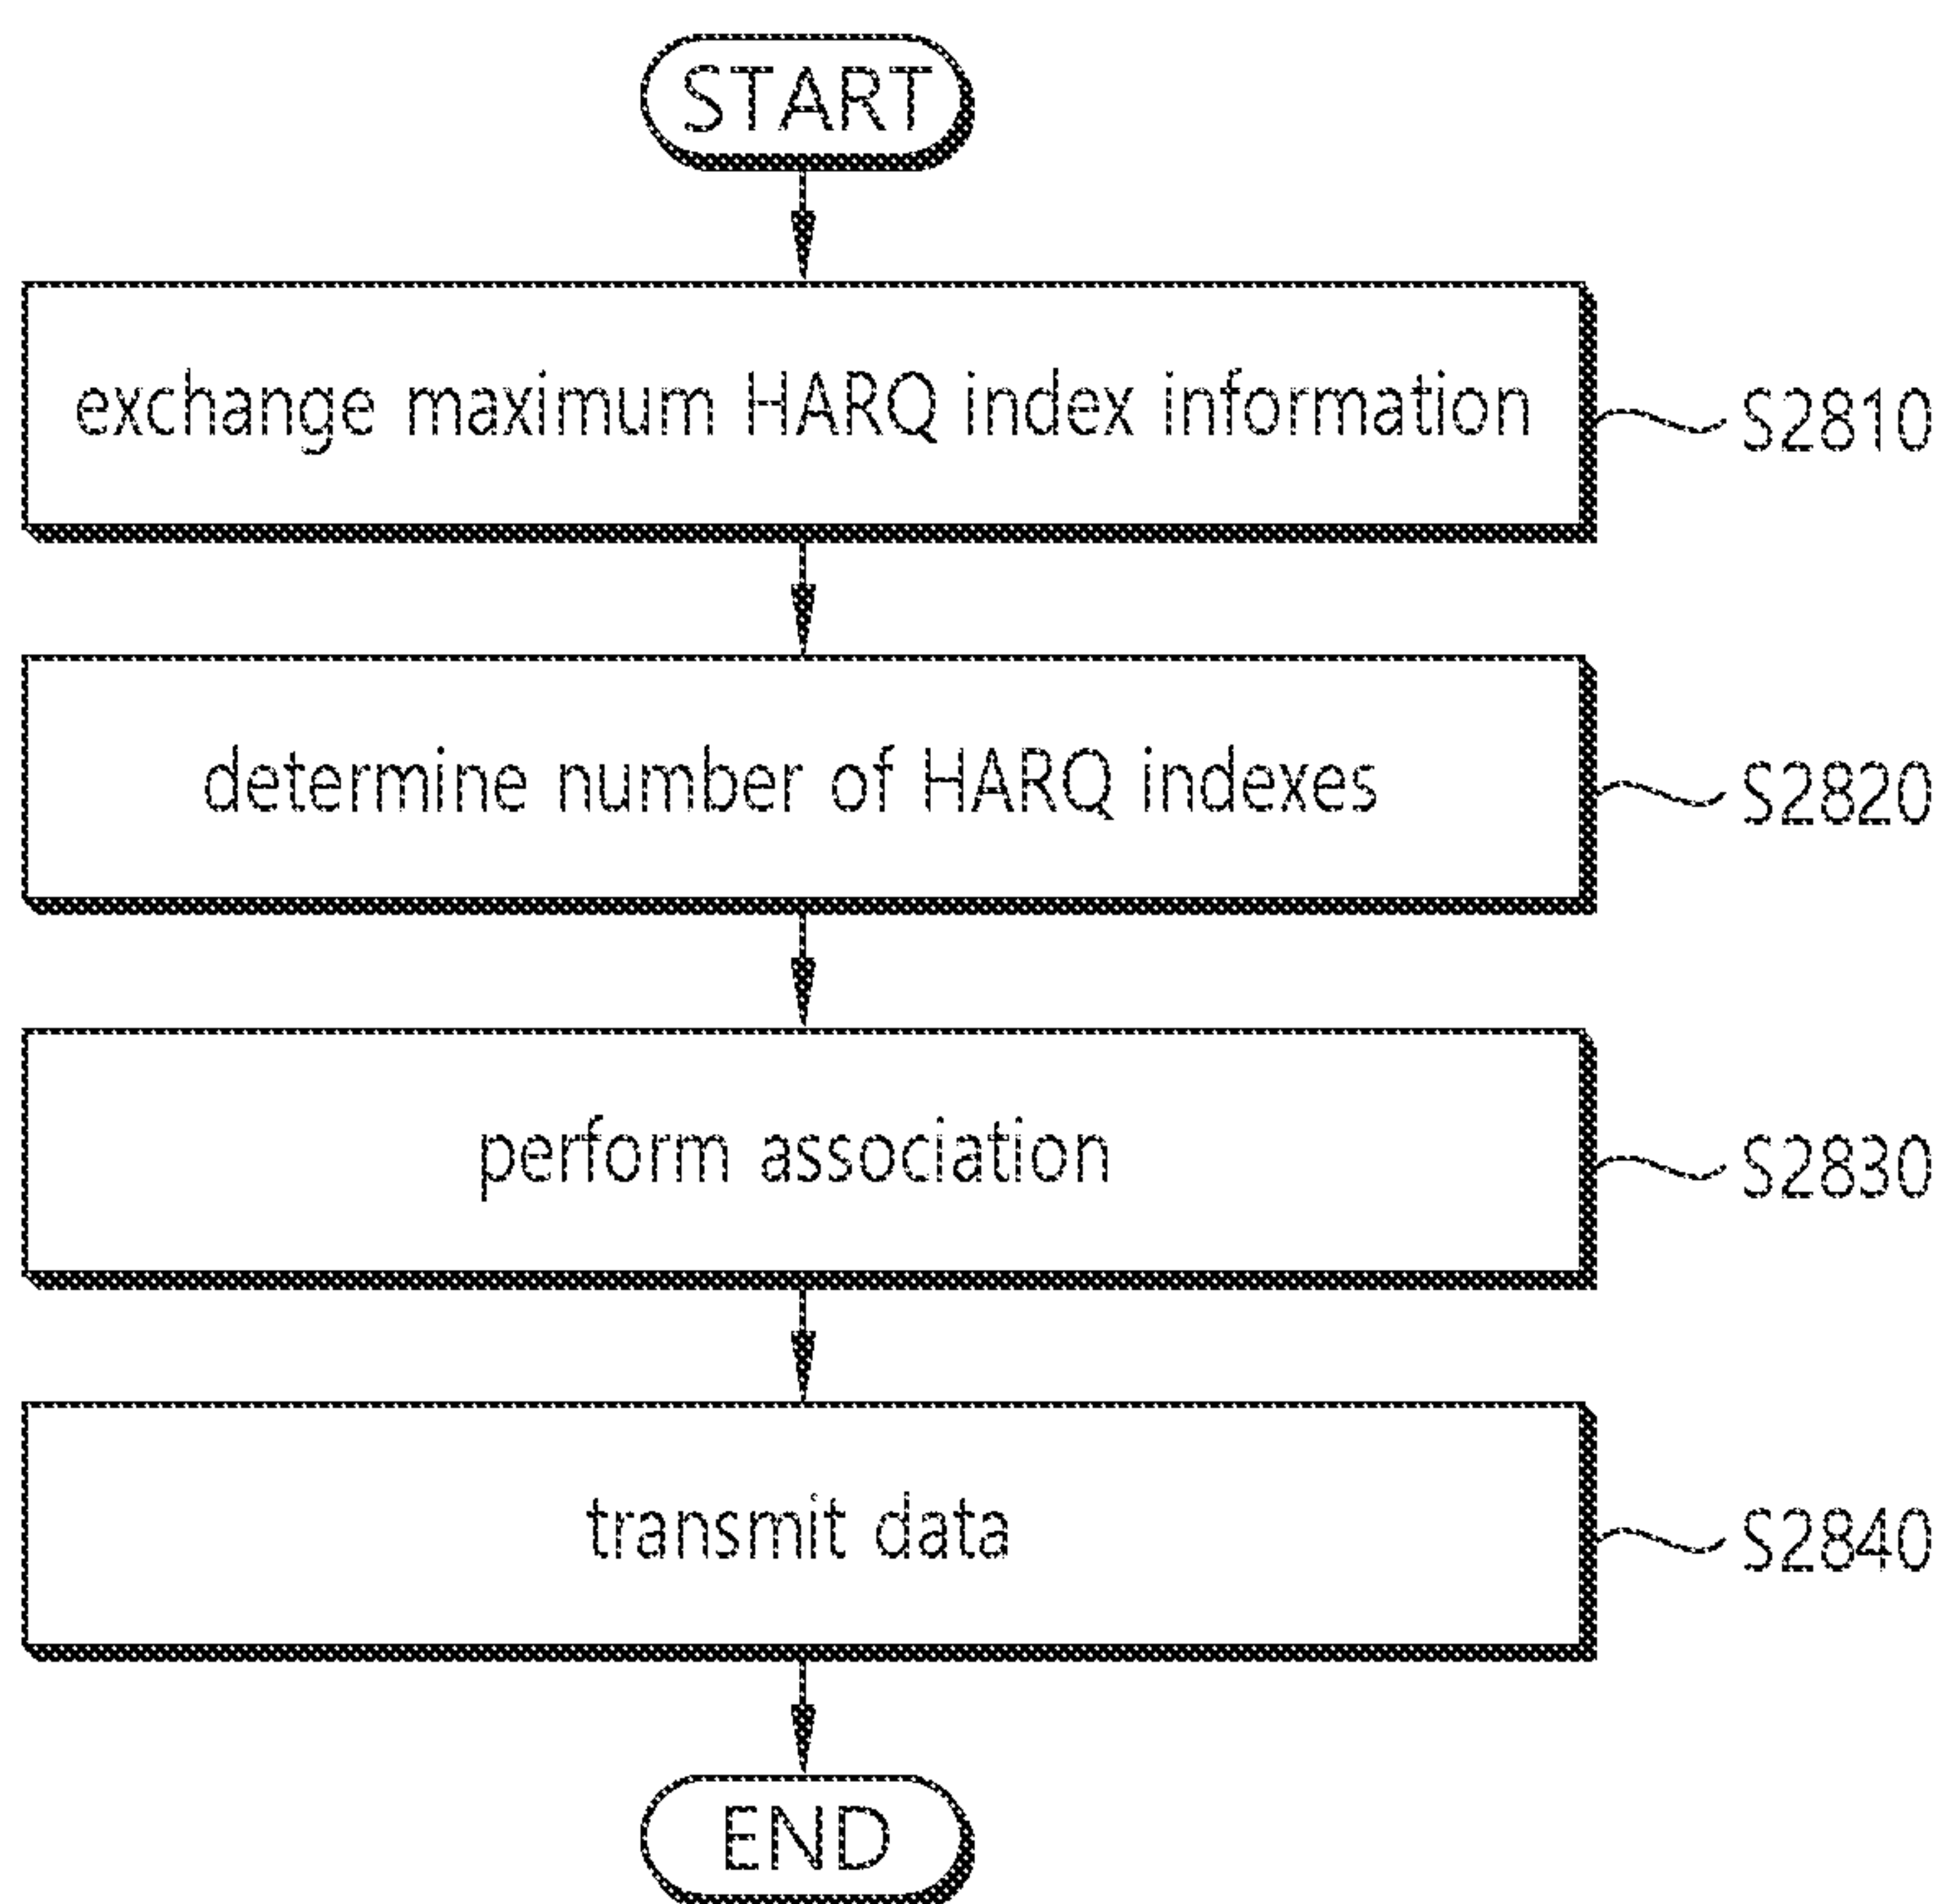 START
exchange maximum HARQ index information
S2810
determine number of HARQ indexes
S2820
perform association
S2830
transmit data
S2840
END